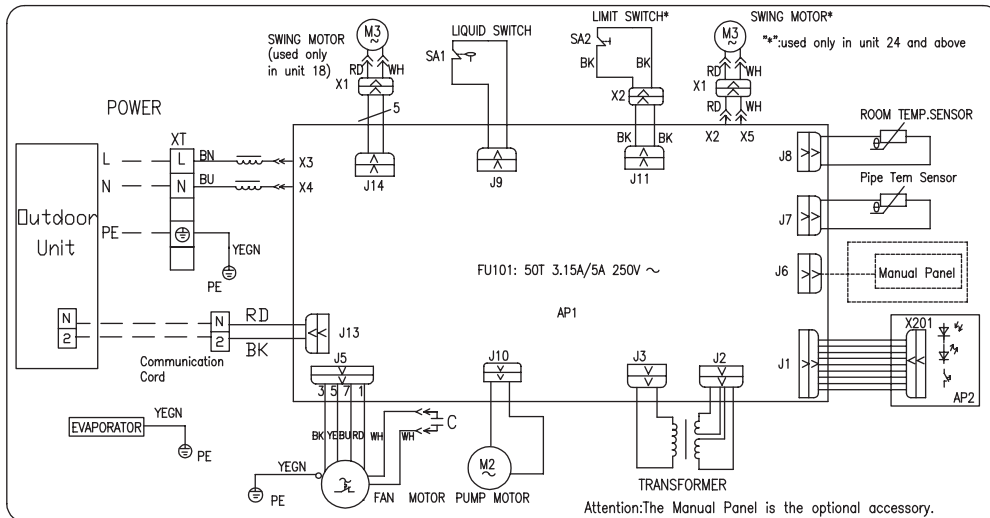 SWING MOTOR
(used only
in unit 18)
M3
~
RD
WH
X1
5
J14
LIQUID SWITCH
SA1
J9
LIMIT SWITCH*
SA2
BK
BK
X2
BK
BK
J11
SWING MOTOR*
M3
~
"*":used only in unit 24 and above
RD
WH
X1
RD
WH
X2
X5
POWER
XT
L
L
BN
X3
N
N
BU
X4
Outdoor
Unit
PE
YEGN
PE
N
2
N
2
RD
BK
J13
Communication
Cord
ROOM TEMP.SENSOR
J8
θ
Pipe Tem Sensor
J7
θ
J6
Manual Panel
FU101: 50T 3.15A/5A 250V ~
AP1
J1
X201
AP2
J5
3 5 7 1
BK YE BU RD WH WH
C
J10
J3
J2
EVAPORATOR
YEGN
PE
YEGN
PE
FAN MOTOR
M2
~
PUMP MOTOR
TRANSFORMER
Attention:The Manual Panel is the optional accessory.